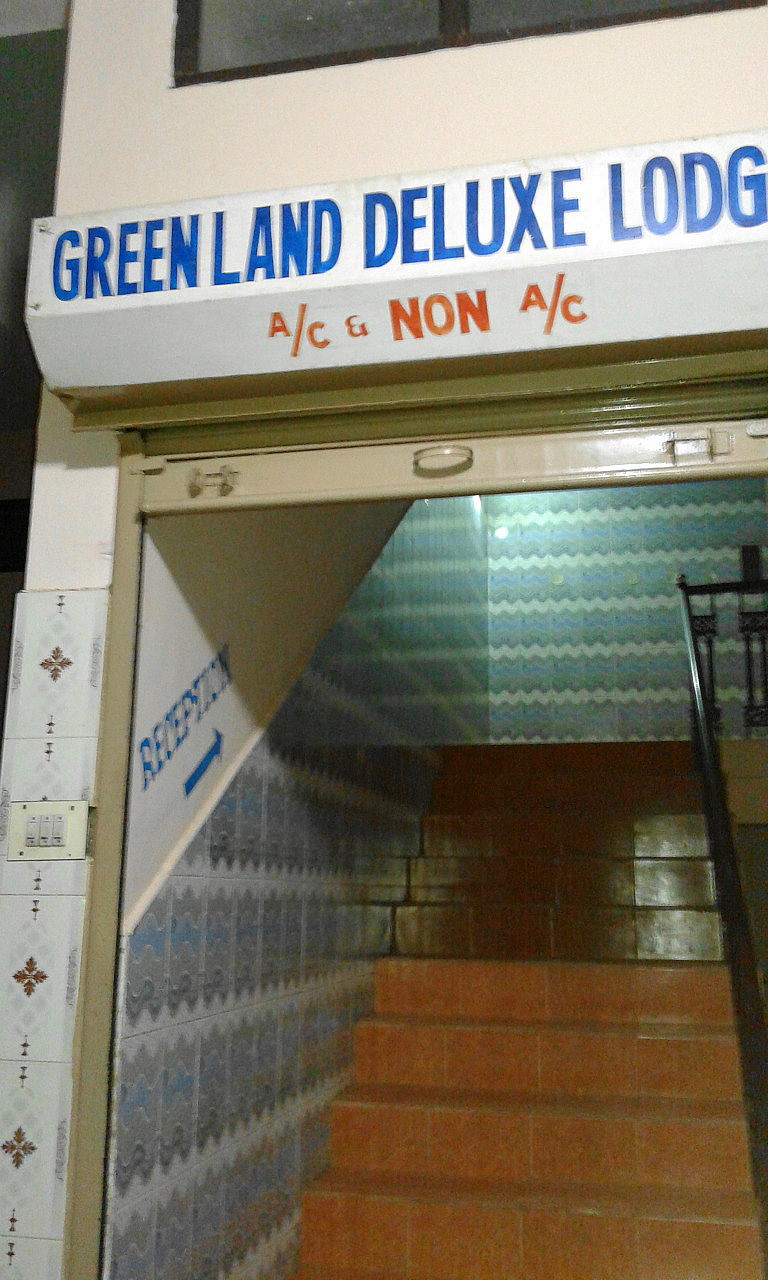 GREEN LAND DELUXE LODG
A/C & NON A/C
RECEPTION